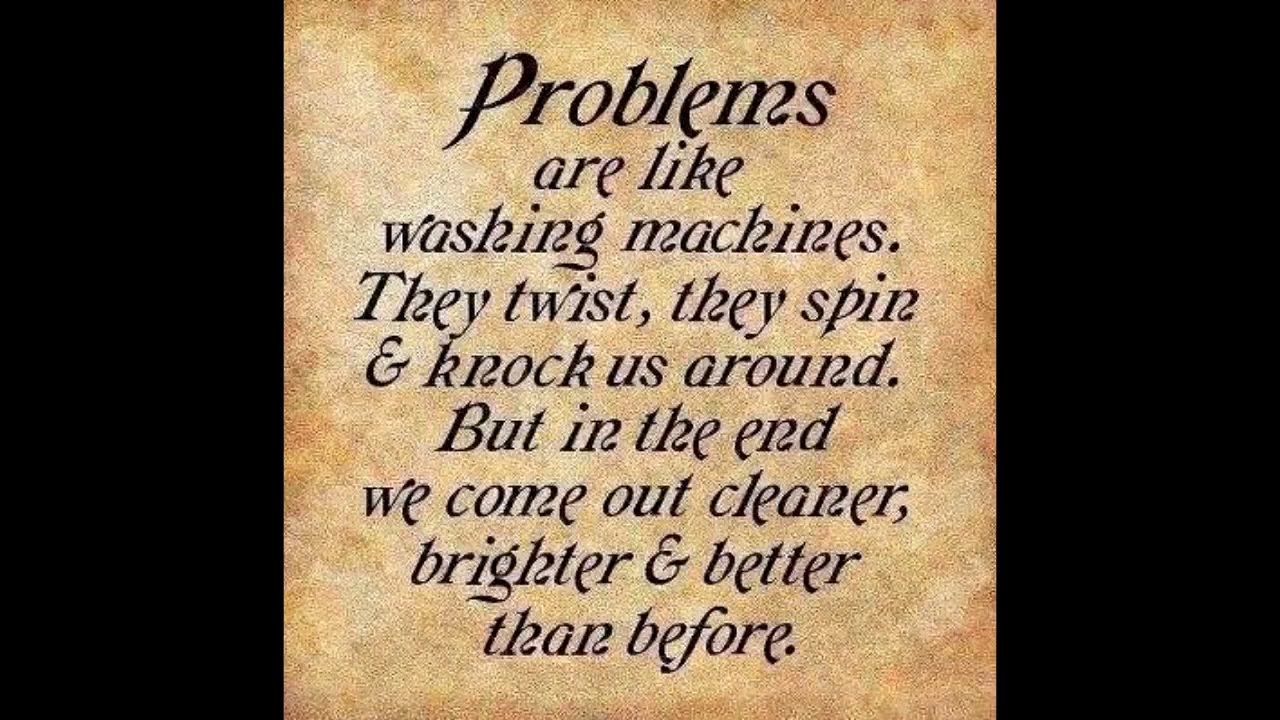 Problems
are like
washing machines.
They twist, they spin
& knock us around.
But in the end
we come out cleaner,
brighter & better
than before.